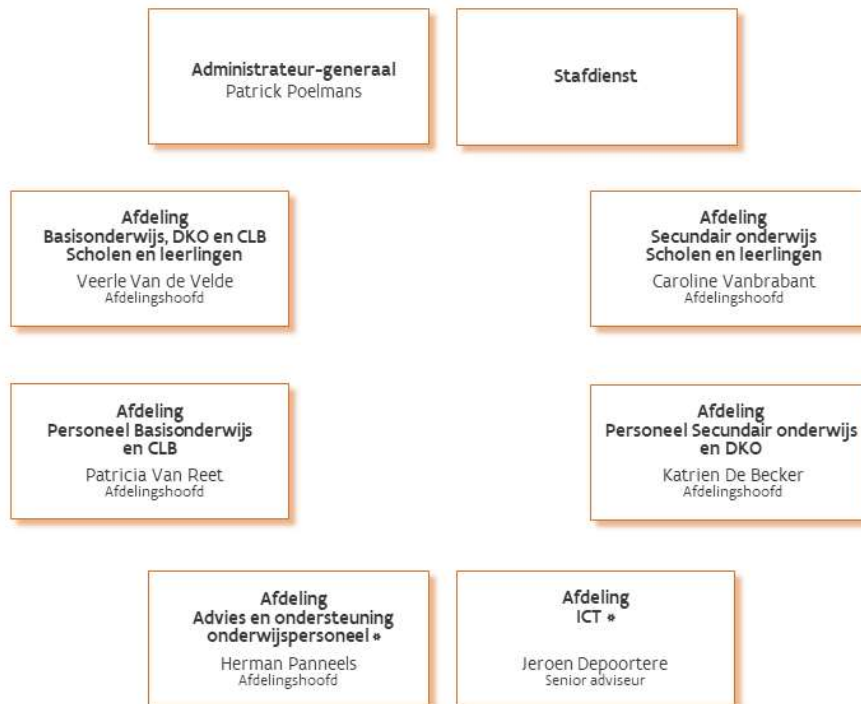 Administrateur-generaal
Patrick Poelmans
Stafdienst
Afdeling
Basisonderwijs, DKO en CLB
Scholen en leerlingen
Veerle Van de Velde
Afdelingshoofd
Afdeling
Secundair onderwijs
Scholen en leerlingen
Caroline Vanbrabant
Afdelingshoofd
Afdeling
Personeel Basisonderwijs
en CLB
Patricia Van Reet
Afdelingshoofd
Afdeling
Personeel Secundair onderwijs
en DKO
Katrien De Becker
Afdelingshoofd
Afdeling
Advies en ondersteuning
onderwijspersoneel *
Herman Panneels
Afdelingshoofd
Afdeling
ICT *
Jeroen Depoortere
Senior adviseur